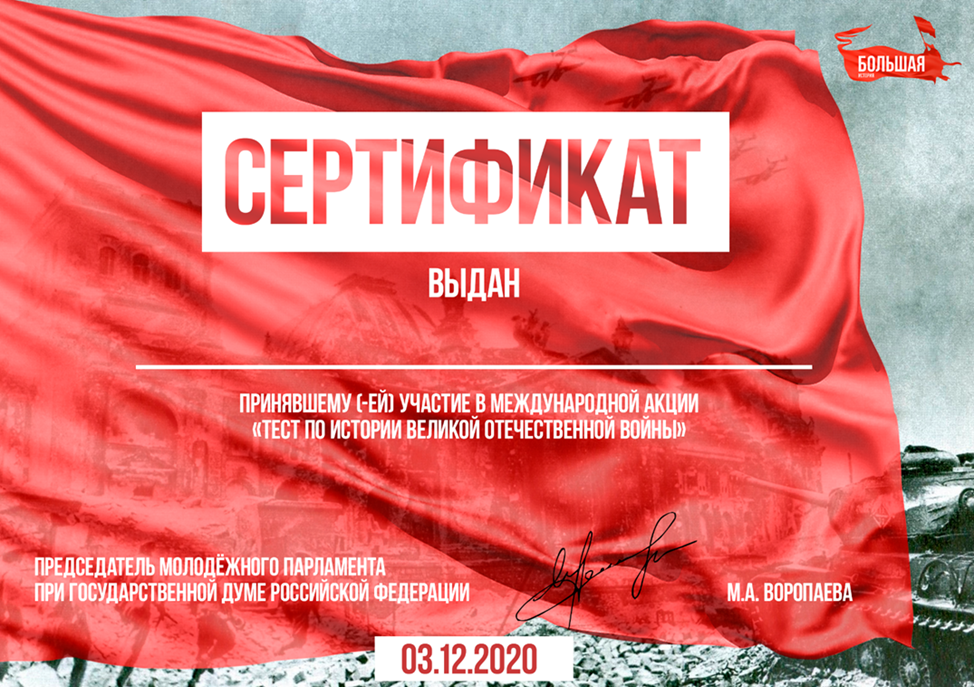 БОЛЬШАЯ
ИСТОРИЯ
СЕРТИФИКАТ
ВЫДАН
ПРИНЯВШЕМУ (-ЕЙ) УЧАСТИЕ В МЕЖДУНАРОДНОЙ АКЦИИ
«ТЕСТ ПО ИСТОРИИ ВЕЛИКОЙ ОТЕЧЕСТВЕННОЙ ВОЙНЫ»
ПРЕДСЕДАТЕЛЬ МОЛОДЁЖНОГО ПАРЛАМЕНТА
ПРИ ГОСУДАРСТВЕННОЙ ДУМЕ РОССИЙСКОЙ ФЕДЕРАЦИИ
М.А. ВОРОПАЕВА
03.12.2020